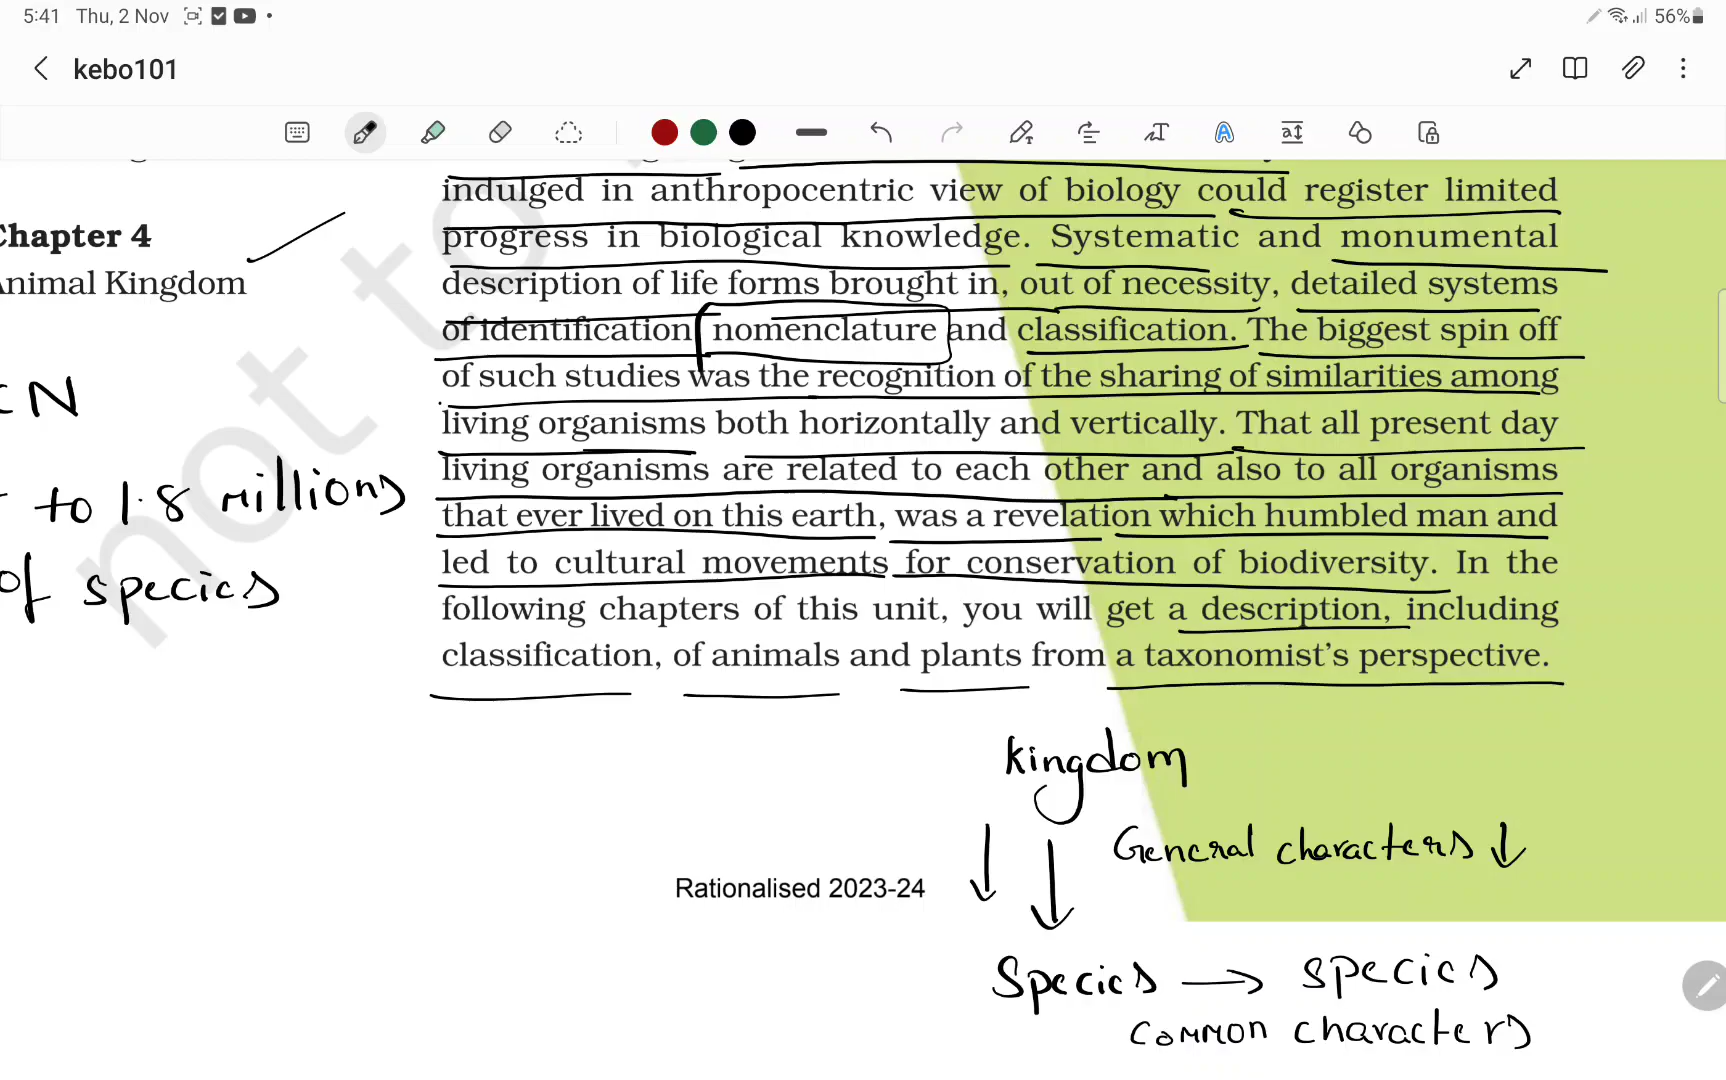 5:41 Thu, 2 Nov 56%
kebo101
indulged in anthropocentric view of biology could register limited
Chapter 4
progress in biological knowledge. Systematic and monumental
Animal Kingdom
description of life forms brought in, out of necessity, detailed systems
of identification, nomenclature and classification. The biggest spin off
of such studies was the recognition of the sharing of similarities among
living organisms both horizontally and vertically. That all present day
living organisms are related to each other and also to all organisms
that ever lived on this earth, was a revelation which humbled man and
led to cultural movements for conservation of biodiversity. In the
following chapters of this unit, you will get a description, including
classification, of animals and plants from a taxonomist's perspective.
not to
N
to 1.8 millions
of species
Kingdom
General characters ↓
Rationalised 2023-24
Species → species
common characters